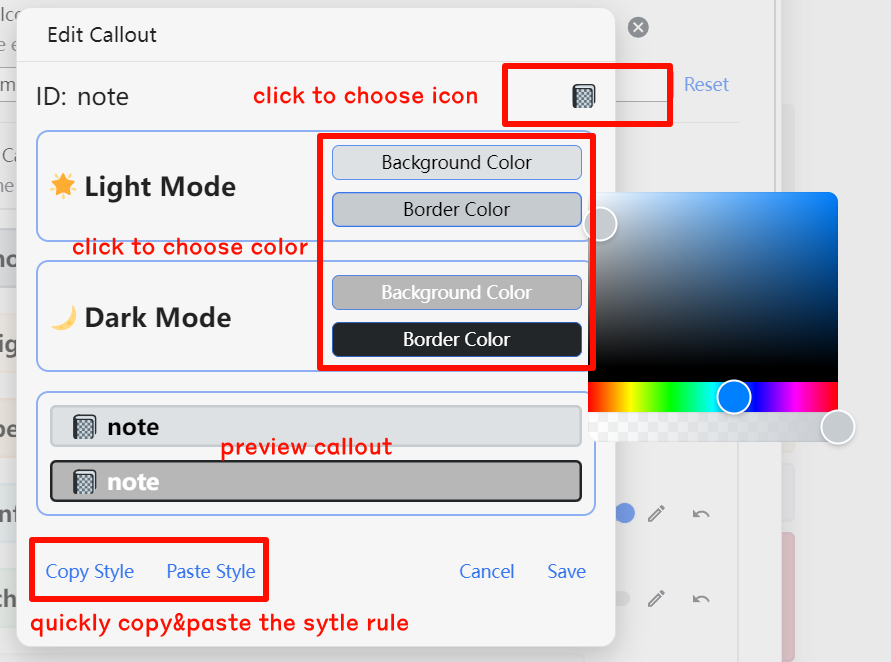 Edit Callout
ID: note
click to choose icon
Reset
Light Mode
Background Color
Border Color
click to choose color
Dark Mode
Background Color
Border Color
note
preview callout
note
Copy Style
Paste Style
Cancel
Save
quickly copy&paste the sytle rule